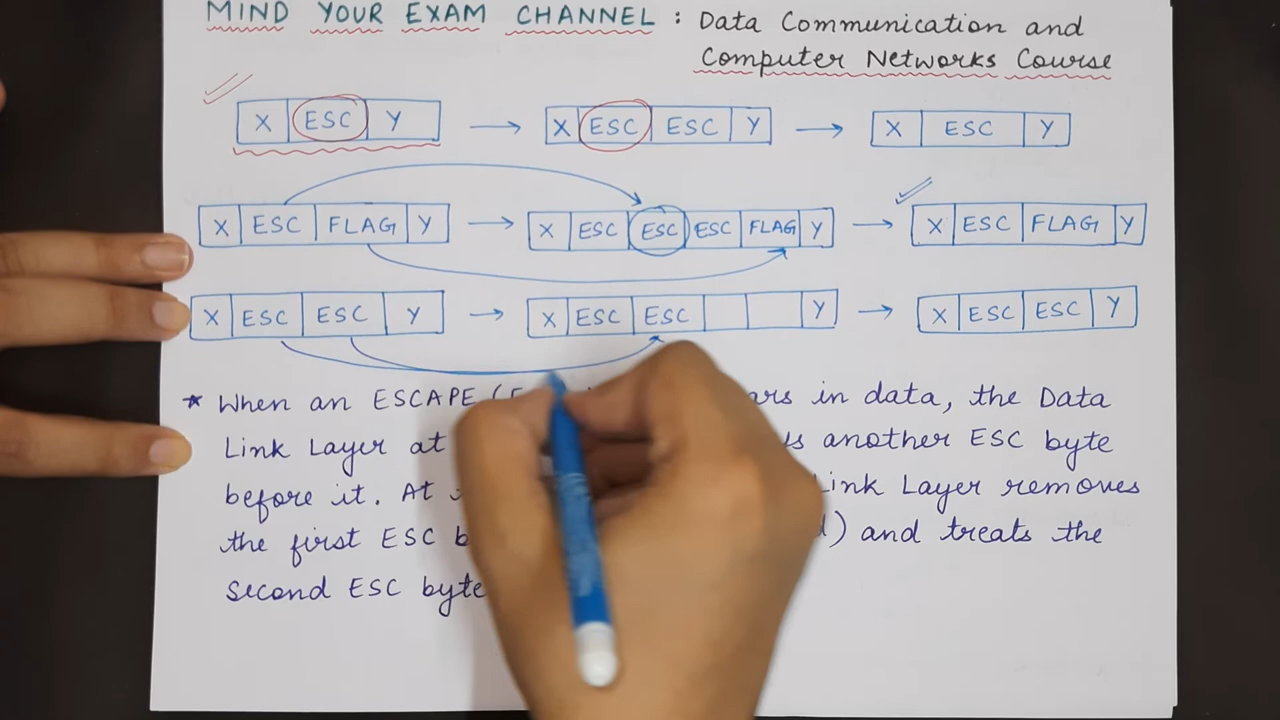 MIND YOUR EXAM CHANNEL : Data Communication and
Computer Networks Course
X ESC Y → X ESC ESC Y → X ESC Y
X ESC FLAG Y → X ESC ESC ESC FLAG Y → X ESC FLAG Y
X ESC ESC Y → X ESC ESC Y → X ESC ESC Y
* When an ESCAPE ( in data, the Data
Link Layer at another ESC byte
before it. At Link Layer removes
the first ESC ) and treats the
second ESC byte